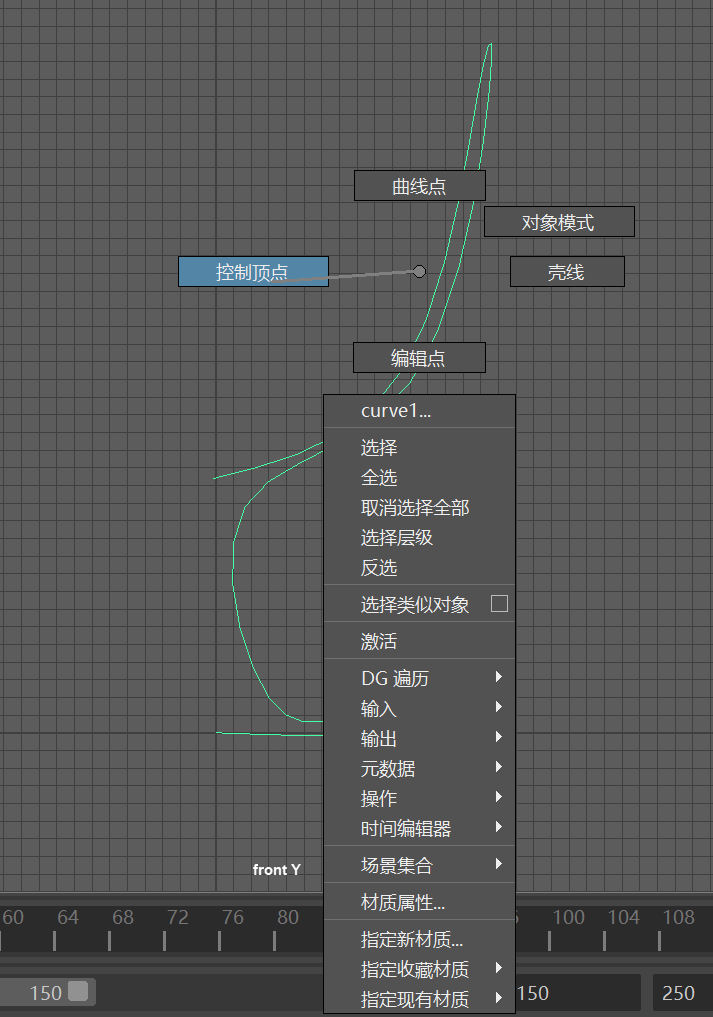 曲线点
对象模式
控制顶点
壳线
编辑点
curve1...
选择
全选
取消选择全部
选择层级
反选
选择类似对象
激活
DG 遍历
输入
输出
元数据
操作
时间编辑器
场景集合
材质属性...
指定新材质...
指定收藏材质
指定现有材质
front Y
60 64 68 72 76 80 100 104 108
150 150 250